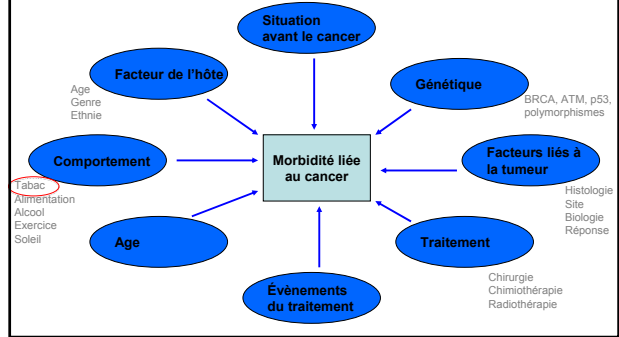 Situation
avant le cancer
Facteur de l'hôte
Age
Genre
Ethnie
Génétique
BRCA, ATM, p53,
polymorphismes
Comportement
Tabac
Alimentation
Alcool
Exercice
Soleil
Morbidité liée
au cancer
Facteurs liés à
la tumeur
Histologie
Site
Biologie
Réponse
Age
Traitement
Chirurgie
Chimiothérapie
Radiothérapie
Évènements
du traitement